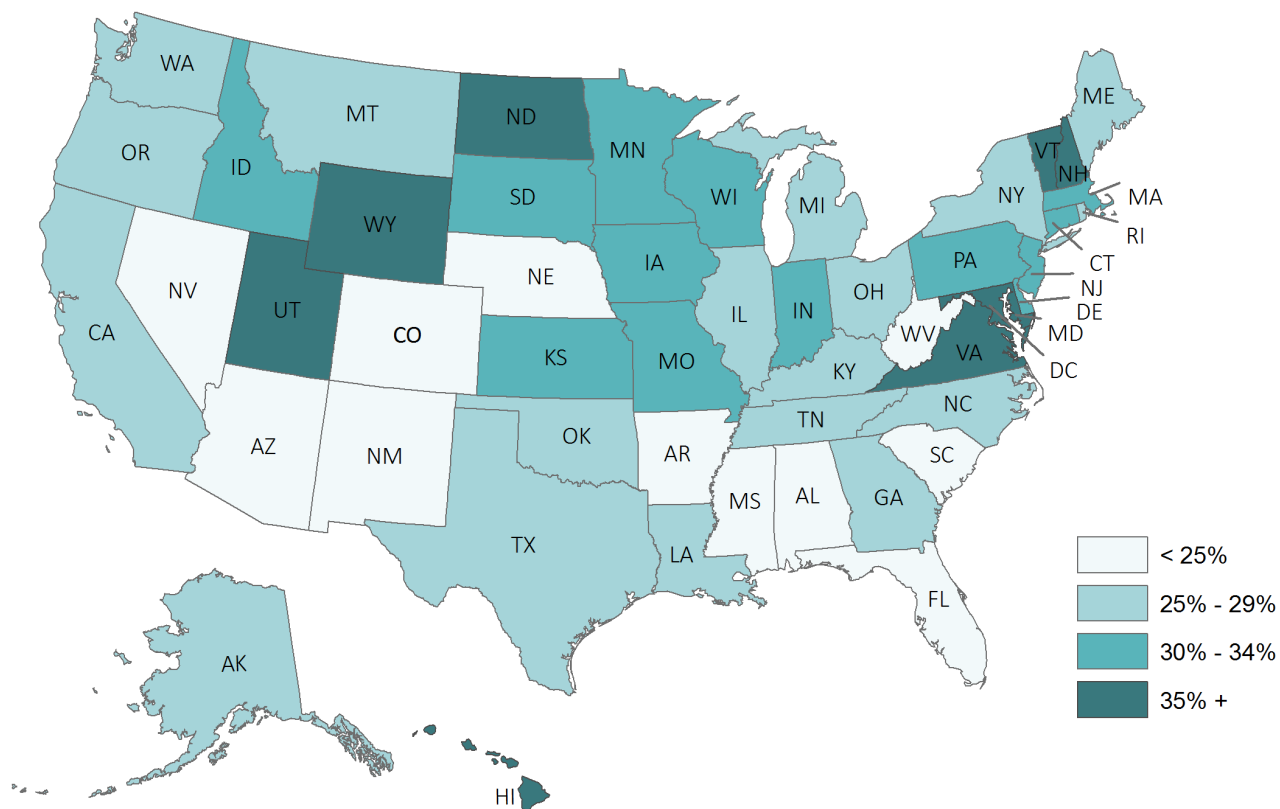 WA
MT
ND
MN
ME
OR
ID
SD
WI
VT
NH
NY
MA
MI
WY
RI
IA
PA
CT
NE
NJ
NV
OH
DE
UT
IL
IN
MD
CA
CO
WV
VA
DC
KS
MO
KY
NC
TN
OK
AZ
NM
AR
SC
MS
AL
GA
TX
LA
FL
AK
HI
< 25%
25% - 29%
30% - 34%
35% +